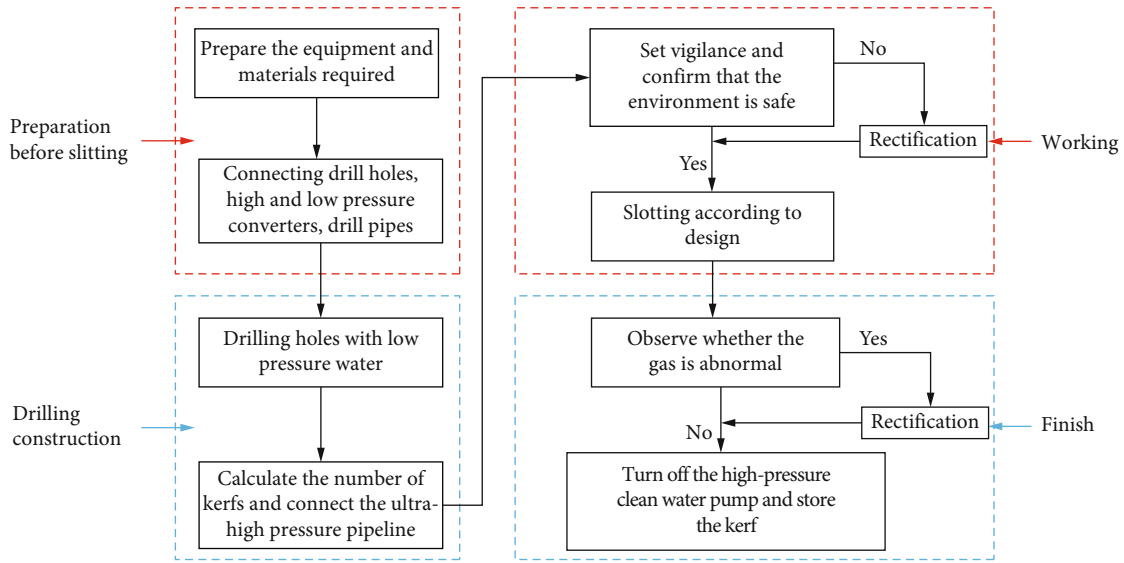 Preparation
before slitting
Prepare the equipment and
materials required
Connecting drill holes,
high and low pressure
converters, drill pipes
Drilling
construction
Drilling holes with low
pressure water
Calculate the number of
kerfs and connect the ultra-
high pressure pipeline
Set vigilance and
confirm that the
environment is safe
No
Rectification
Working
Yes
Slotting according to
design
Observe whether the
gas is abnormal
Yes
Rectification
Finish
No
Turn off the high-pressure
clean water pump and store
the kerf